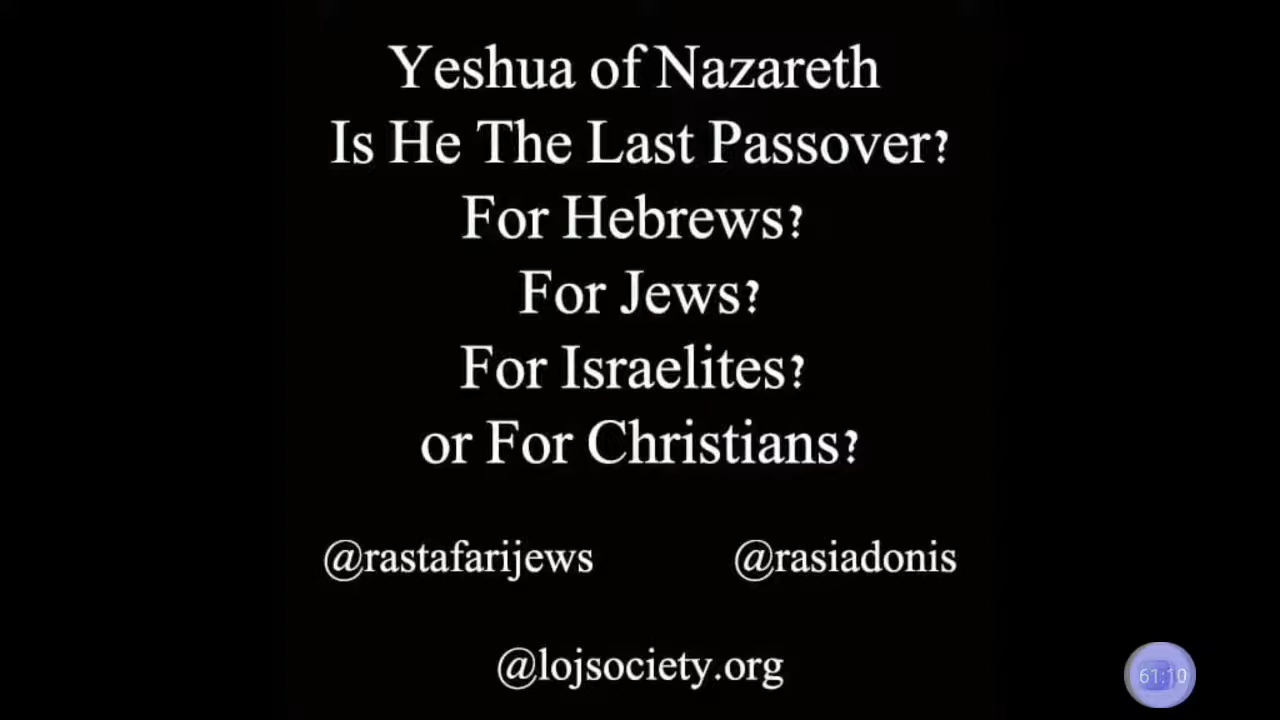 Yeshua of Nazareth
Is He The Last Passover?
For Hebrews?
For Jews?
For Israelites?
or For Christians?
@rastafarijews @rasiadonis
@lojsociety.org
61:10